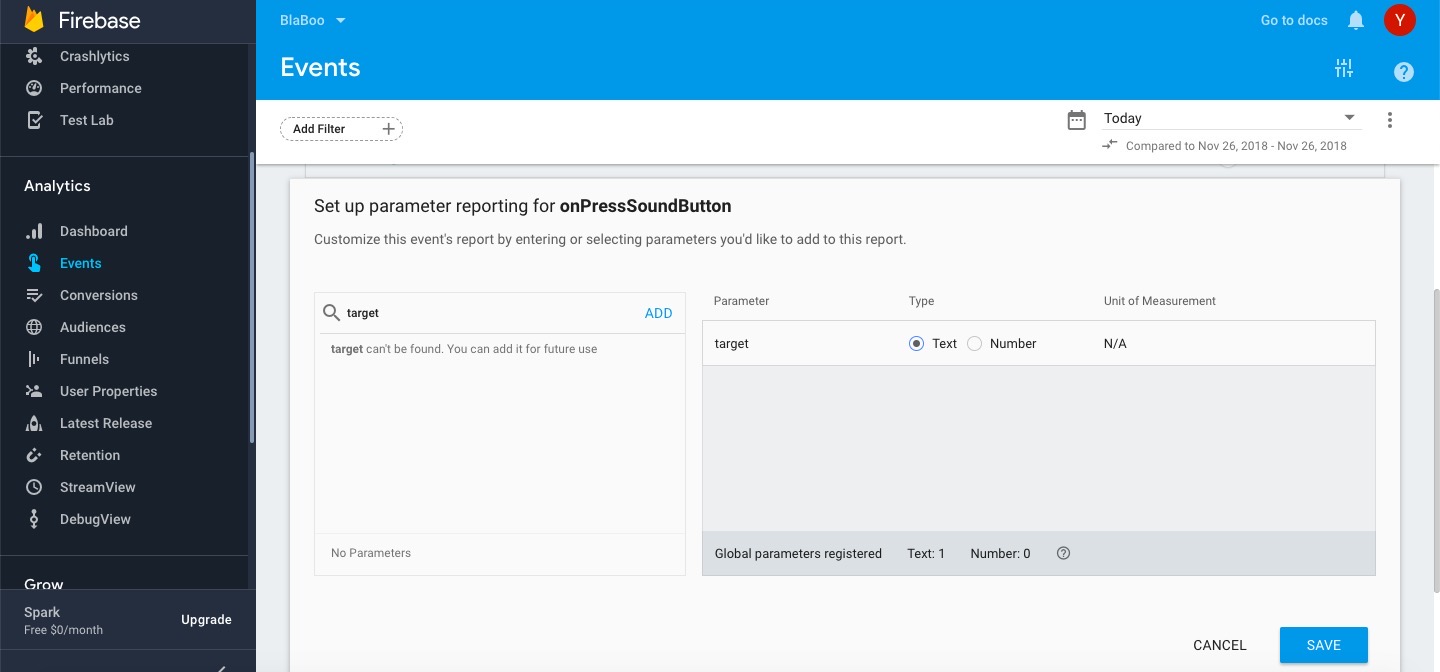 Firebase
Crashlytics
Performance
Test Lab
Analytics
Dashboard
Events
Conversions
Audiences
Funnels
User Properties
Latest Release
Retention
StreamView
DebugView
Grow
Spark
Free $0/month
Upgrade
BlaBoo
Go to docs
Y
Events
Add Filter
Today
Compared to Nov 26, 2018 - Nov 26, 2018
Set up parameter reporting for onPressSoundButton
Customize this event's report by entering or selecting parameters you'd like to add to this report.
target ADD
target can't be found. You can add it for future use
No Parameters
Parameter Type Unit of Measurement
target Text Number N/A
Global parameters registered Text: 1 Number: 0
CANCEL SAVE